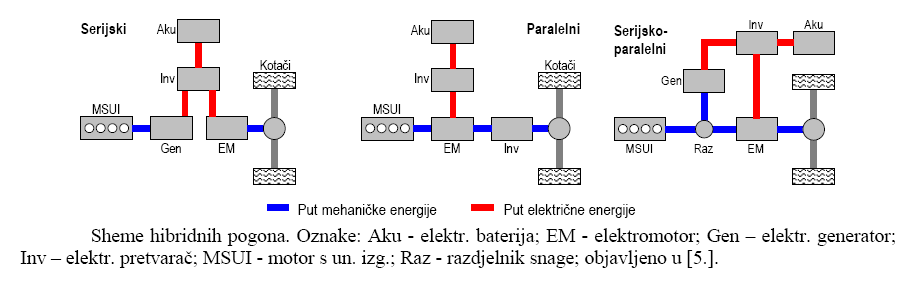 Serijski
Aku
Inv
Kotači
MSUI
Gen
EM
Paralelni
Aku
Inv
Kotači
MSUI
EM
Inv
Serijsko-
paralelni
Inv
Aku
Gen
MSUI
Raz
EM
Put mehaničke energije
Put električne energije
Sheme hibridnih pogona. Oznake: Aku - elektr. baterija; EM - elektromotor; Gen – elektr. generator;
Inv – elektr. pretvarač; MSUI - motor s un. izg.; Raz - razdjelnik snage; objavljeno u [5.].